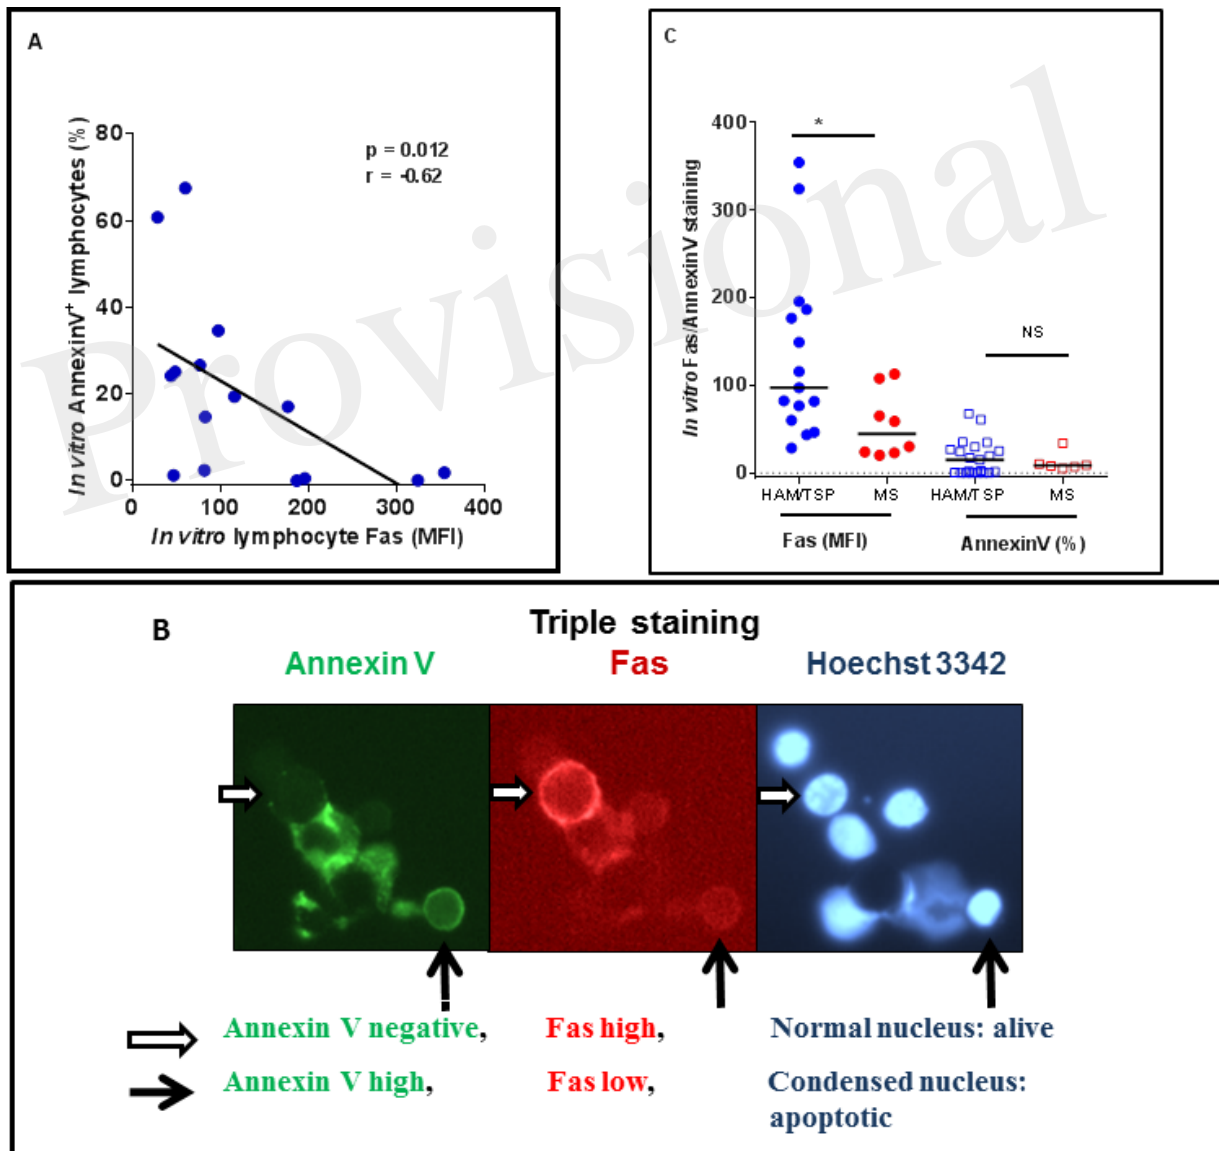 A
80
60
40
20
0
In vitro AnnexinV⁺ lymphocytes (%)
p = 0.012
r = -0.62
0 100 200 300 400
In vitro lymphocyte Fas (MFI)
C
400
300
200
100
0
In vitro Fas/AnnexinV staining
*
NS
HAM/TSP MS HAM/TSP MS
Fas (MFI) AnnexinV (%)
Provisional
B
Triple staining
Annexin V Fas Hoechst 3342
Annexin V negative, Fas high, Normal nucleus: alive
Annexin V high, Fas low, Condensed nucleus:
apoptotic